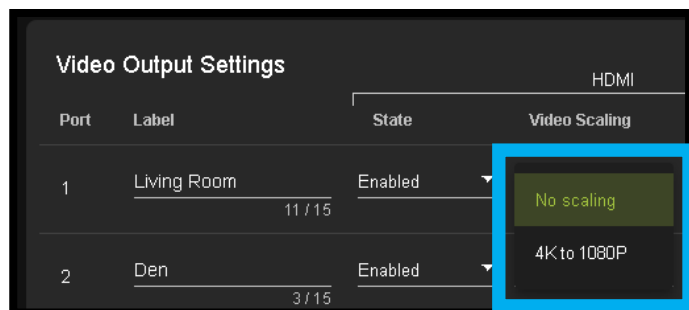 Video Output Settings
HDMI
Port Label State Video Scaling
1 Living Room Enabled No scaling
11 / 15
4K to 1080P
2 Den Enabled
3 / 15